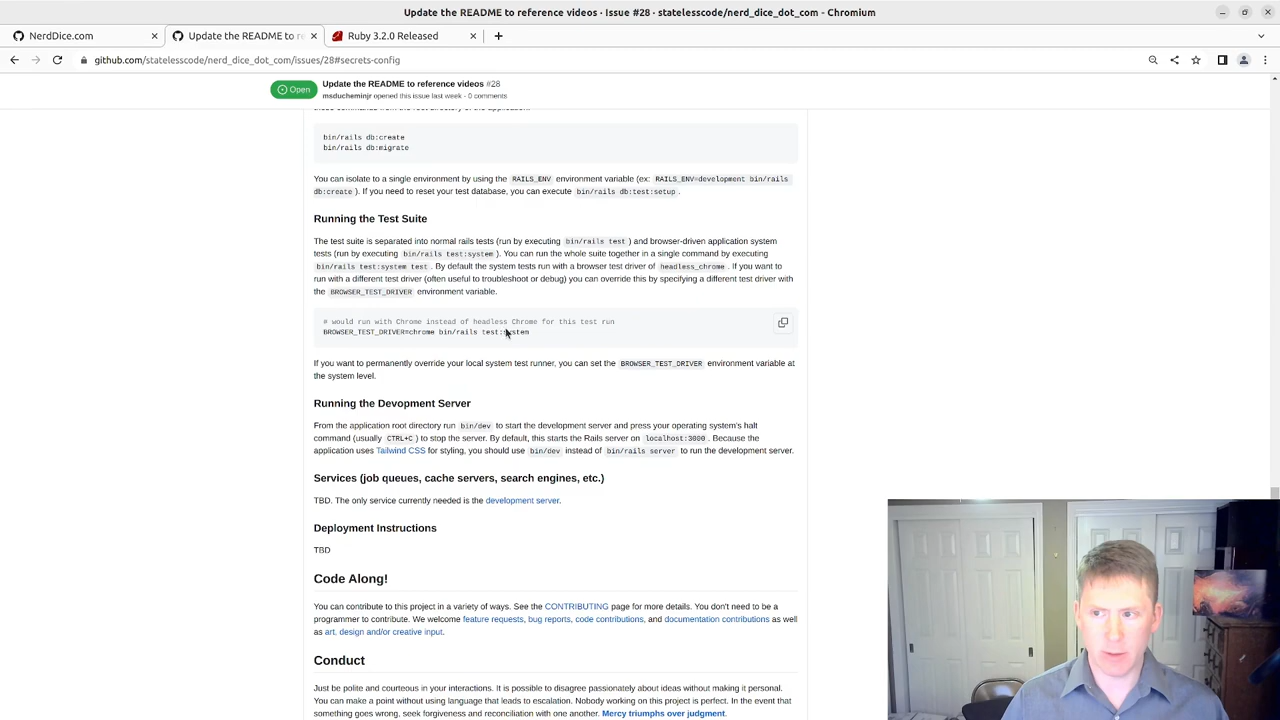 Update the README to reference videos · Issue #28 · statelesscode/nerd_dice_dot_com - Chromium
NerdDice.com
Update the README to re
Ruby 3.2.0 Released
github.com/statelesscode/nerd_dice_dot_com/issues/28#secrets-config
Open
Update the README to reference videos #28
msducheminjr opened this issue last week · 0 comments
bin/rails db:create
bin/rails db:migrate
You can isolate to a single environment by using the RAILS_ENV environment variable (ex: RAILS_ENV=development bin/rails
db:create ). If you need to reset your test database, you can execute bin/rails db:test:setup .
Running the Test Suite
The test suite is separated into normal rails tests (run by executing bin/rails test ) and browser-driven application system
tests (run by executing bin/rails test:system ). You can run the whole suite together in a single command by executing
bin/rails test:system test . By default the system tests run with a browser test driver of headless_chrome . If you want to
run with a different test driver (often useful to troubleshoot or debug) you can override this by specifying a different test driver with
the BROWSER_TEST_DRIVER environment variable.
# would run with Chrome instead of headless Chrome for this test run
BROWSER_TEST_DRIVER=chrome bin/rails test:system
If you want to permanently override your local system test runner, you can set the BROWSER_TEST_DRIVER environment variable at
the system level.
Running the Devopment Server
From the application root directory run bin/dev to start the development server and press your operating system's halt
command (usually CTRL+C ) to stop the server. By default, this starts the Rails server on localhost:3000 . Because the
application uses Tailwind CSS for styling, you should use bin/dev instead of bin/rails server to run the development server.
Services (job queues, cache servers, search engines, etc.)
TBD. The only service currently needed is the development server.
Deployment Instructions
TBD
Code Along!
You can contribute to this project in a variety of ways. See the CONTRIBUTING page for more details. You don't need to be a
programmer to contribute. We welcome feature requests, bug reports, code contributions, and documentation contributions as well
as art, design and/or creative input.
Conduct
Just be polite and courteous in your interactions. It is possible to disagree passionately about ideas without making it personal.
You can make a point without using language that leads to escalation. Nobody working on this project is perfect. In the event that
something goes wrong, seek forgiveness and reconciliation with one another. Mercy triumphs over judgment.